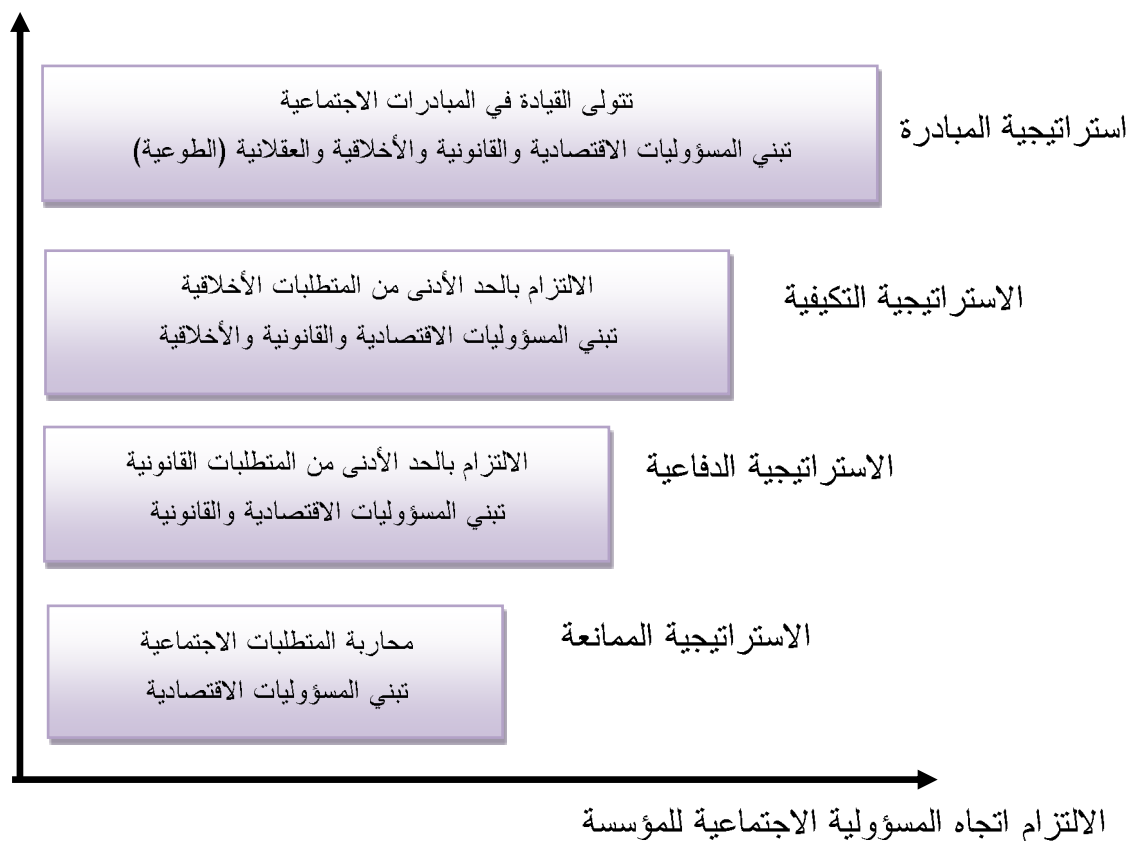 تتولى القيادة في المبادرات الاجتماعية
تبني المسؤوليات الاقتصادية والقانونية والأخلاقية والعقلانية (الطوعية)
استراتيجية المبادرة
الالتزام بالحد الأدنى من المتطلبات الأخلاقية
تبني المسؤوليات الاقتصادية والقانونية والأخلاقية
الاستراتيجية التكيفية
الالتزام بالحد الأدنى من المتطلبات القانونية
تبني المسؤوليات الاقتصادية والقانونية
الاستراتيجية الدفاعية
محاربة المتطلبات الاجتماعية
تبني المسؤوليات الاقتصادية
الاستراتيجية الممانعة
الالتزام اتجاه المسؤولية الاجتماعية للمؤسسة